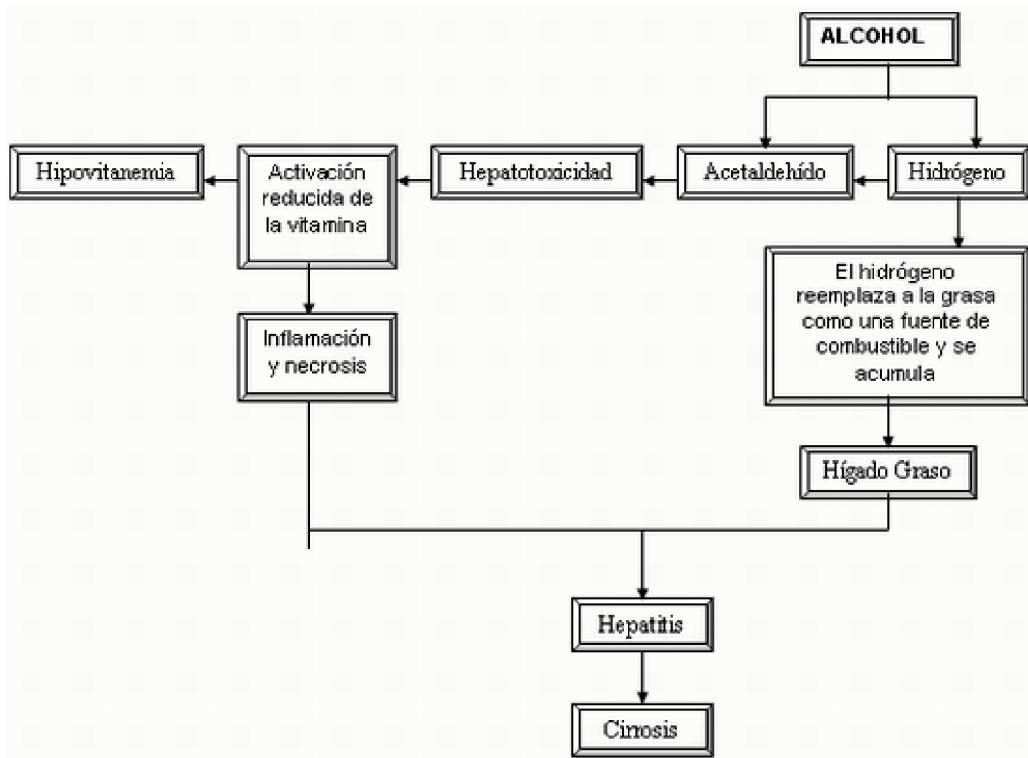 ALCOHOL
Hipovitanemia
Activación
reducida de
la vitamina
Hepatotoxicidad
Acetaldehído
Hidrógeno
El hidrógeno
reemplaza a la grasa
como una fuente de
combustible y se
acumula
Inflamación
y necrosis
Hígado Graso
Hepatitis
Cirrosis